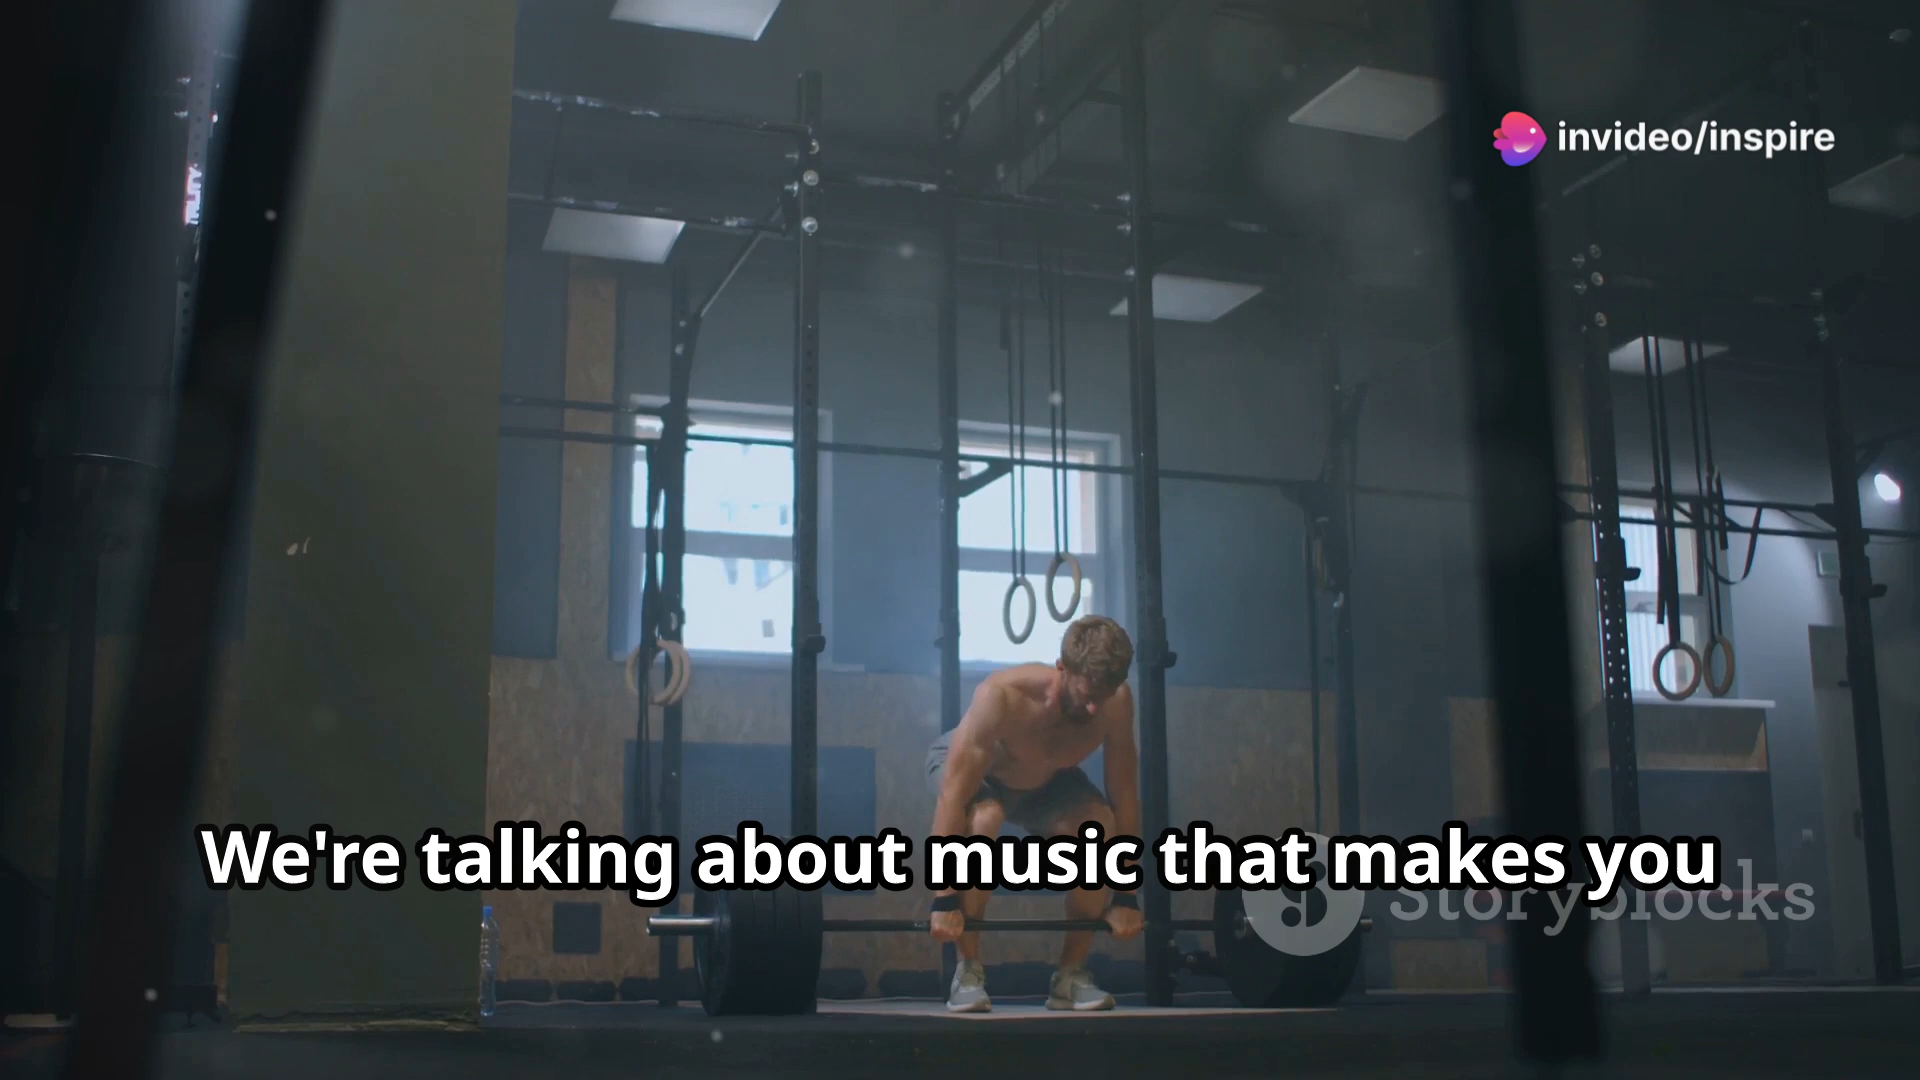 invideo/inspire
We're talking about music that makes you
Storyblocks